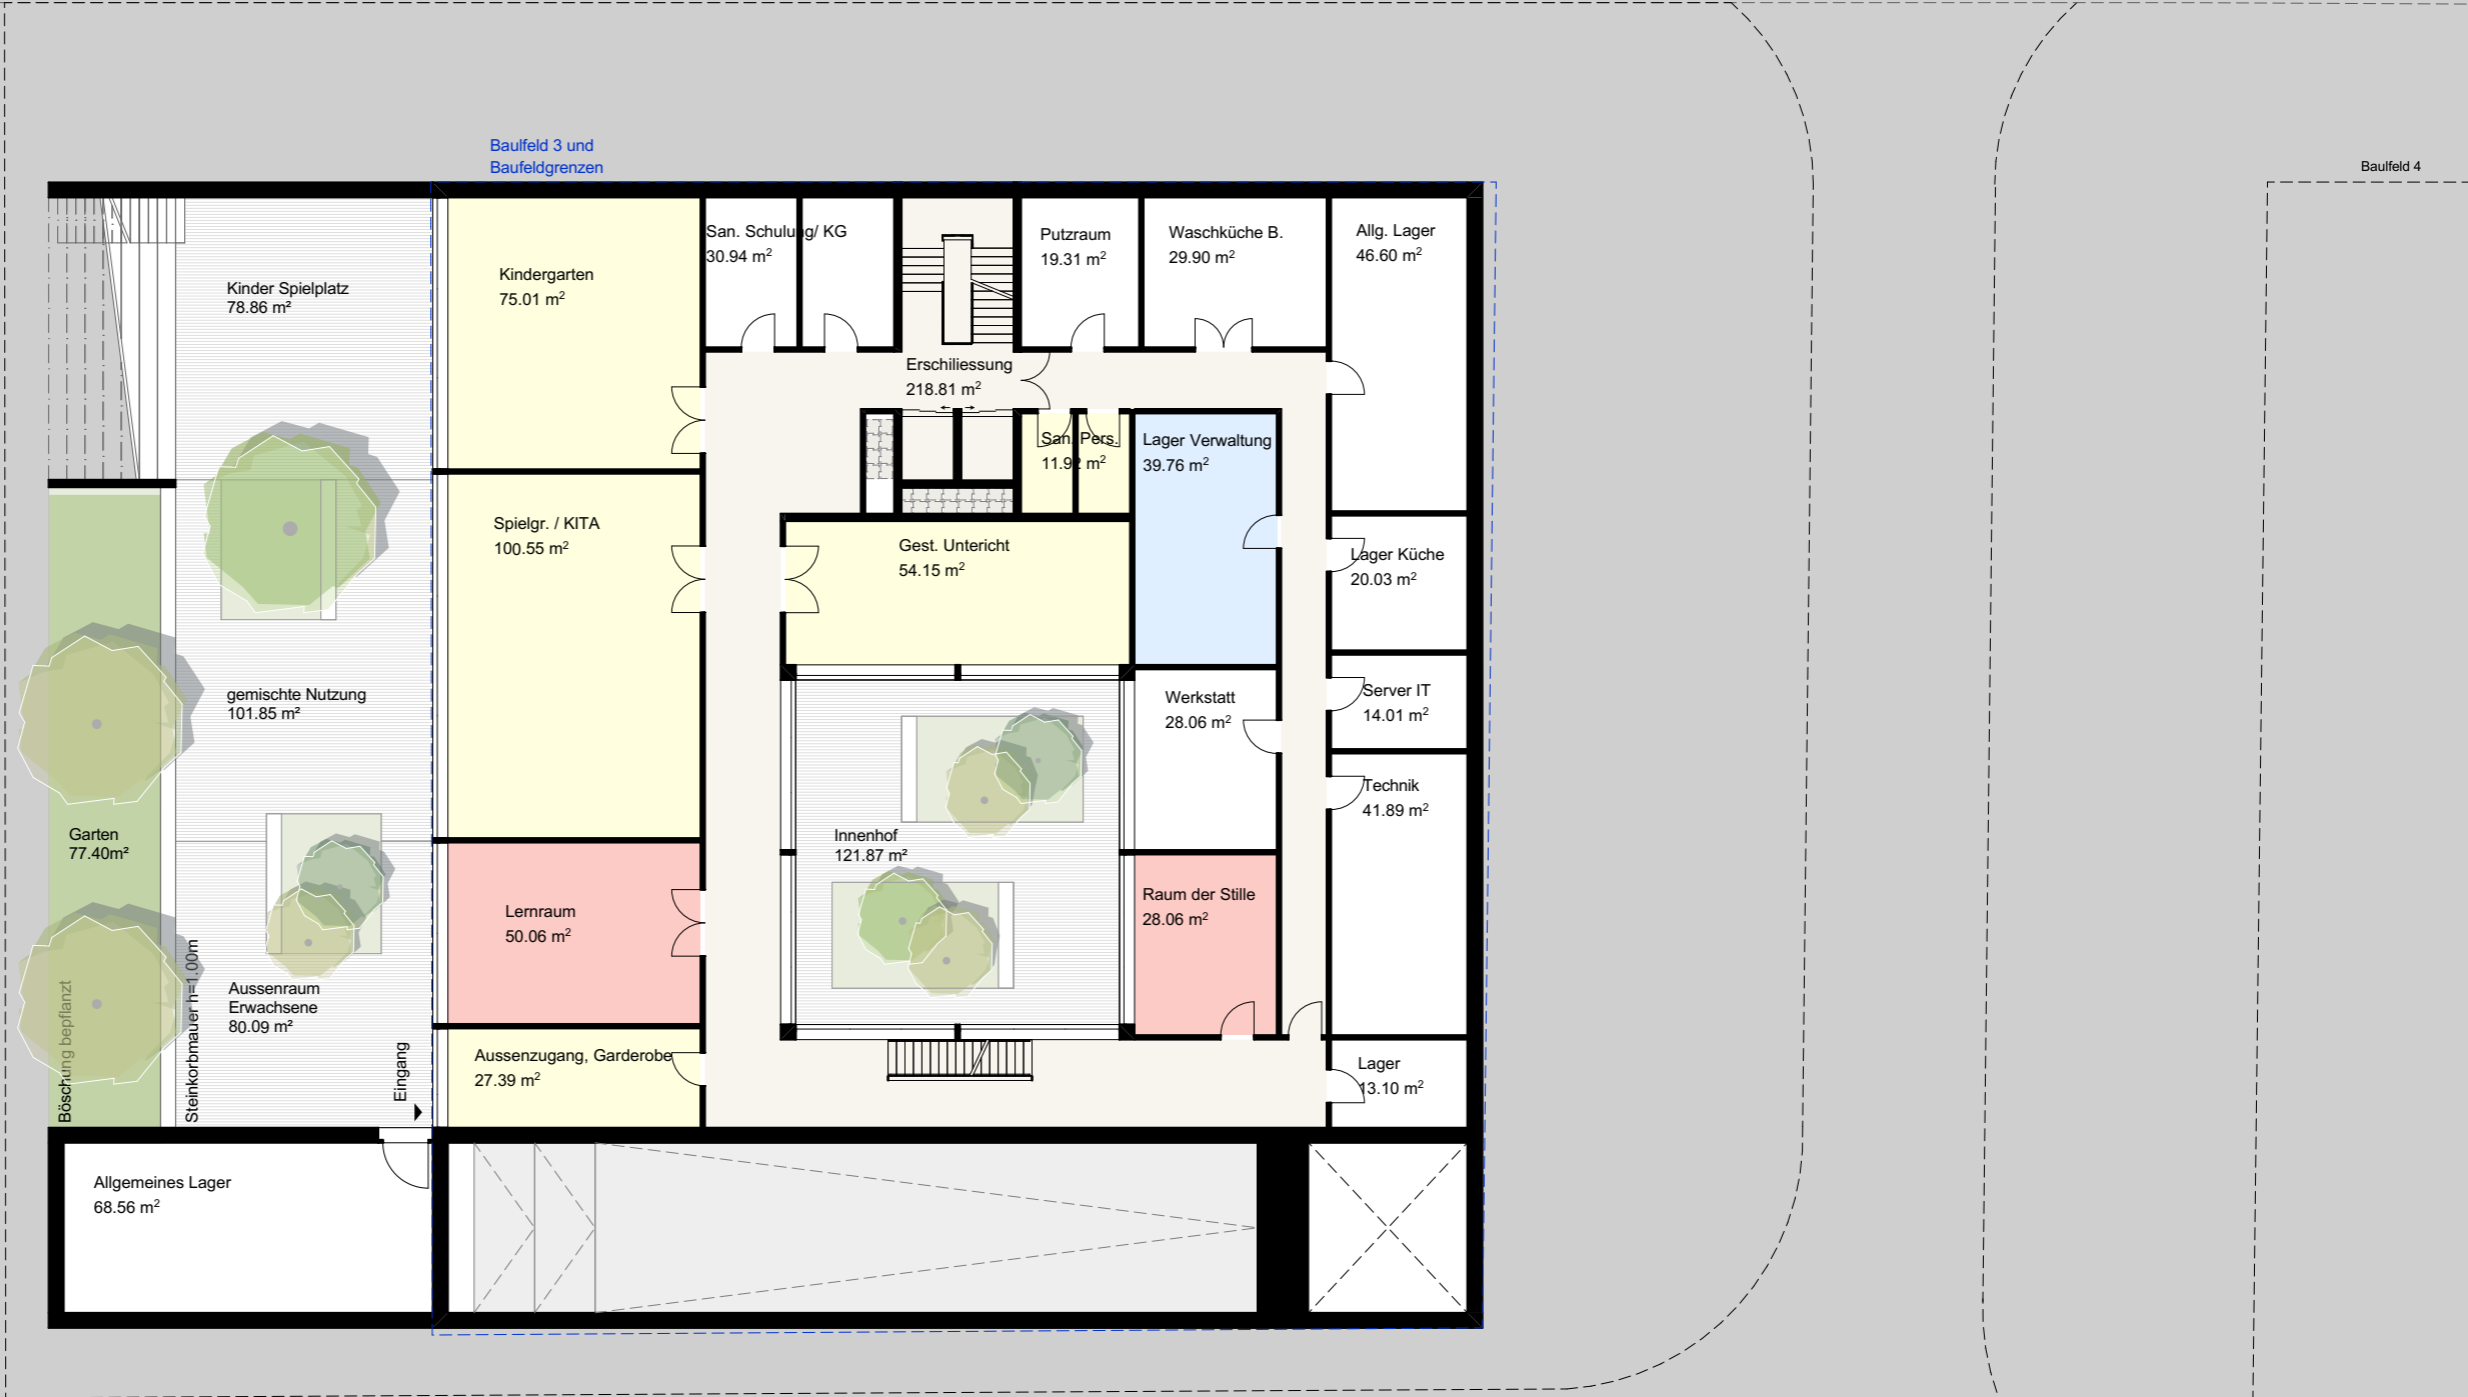 Baulfeld 3 und
Baufeldgrenzen
Baulfeld 4
Kinder Spielplatz
78.86 m²
Kindergarten
75.01 m²
San. Schulung/ KG
30.94 m²
Putzraum
19.31 m²
Waschküche B.
29.90 m²
Allg. Lager
46.60 m²
Erschiliessung
218.81 m²
San. Pers.
11.92 m²
Lager Verwaltung
39.76 m²
Spielgr. / KITA
100.55 m²
Gest. Untericht
54.15 m²
Lager Küche
20.03 m²
gemischte Nutzung
101.85 m²
Werkstatt
28.06 m²
Server IT
14.01 m²
Technik
41.89 m²
Garten
77.40m²
Innenhof
121.87 m²
Lernraum
50.06 m²
Raum der Stille
28.06 m²
Böschung bepflanzt
Steinkorbmauer h=1.00m
Aussenraum
Erwachsene
80.09 m²
Eingang
Aussenzugang, Garderobe
27.39 m²
Lager
13.10 m²
Allgemeines Lager
68.56 m²